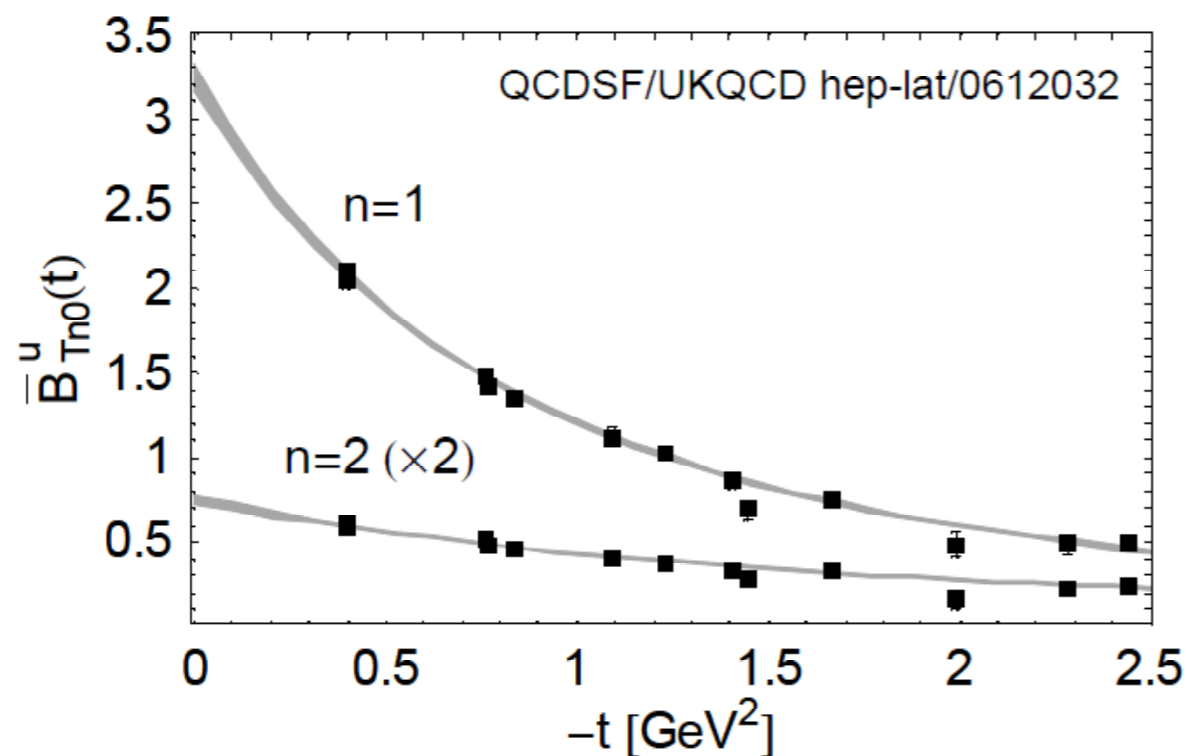 QCDSF/UKQCD hep-lat/0612032
3.5
3
2.5
2
1.5
1
0.5
B̅ᵘTn0(t)
n=1
n=2 (×2)
0 0.5 1 1.5 2 2.5
−t [GeV²]